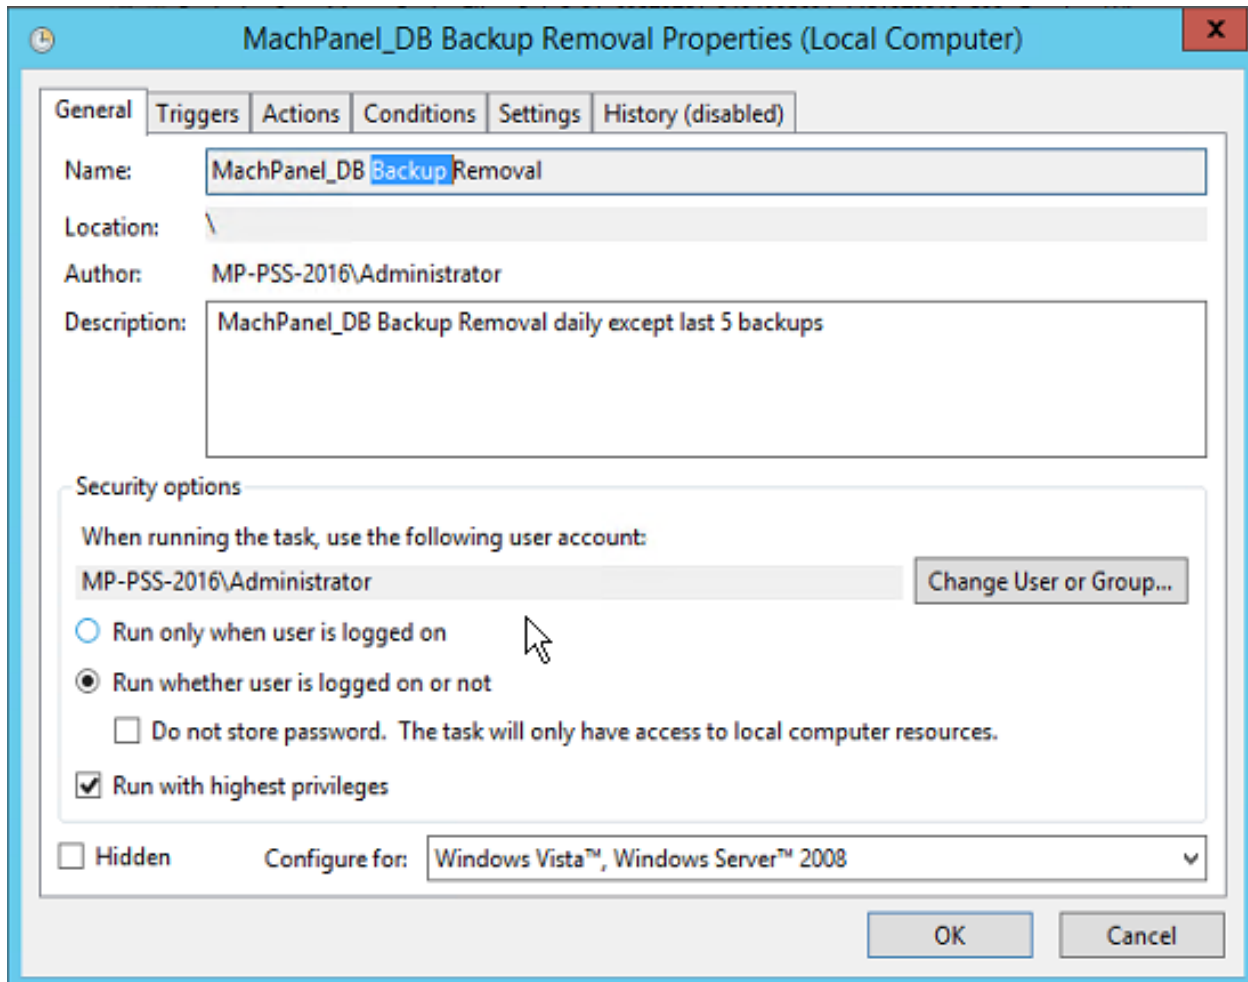 MachPanel_DB Backup Removal Properties (Local Computer)
x
General Triggers Actions Conditions Settings History (disabled)
Name: MachPanel_DB Backup Removal
Location: \
Author: MP-PSS-2016\Administrator
Description: MachPanel_DB Backup Removal daily except last 5 backups
Security options
When running the task, use the following user account:
MP-PSS-2016\Administrator Change User or Group...
Run only when user is logged on
Run whether user is logged on or not
Do not store password.  The task will only have access to local computer resources.
Run with highest privileges
Hidden Configure for: Windows Vista™, Windows Server™ 2008
OK Cancel